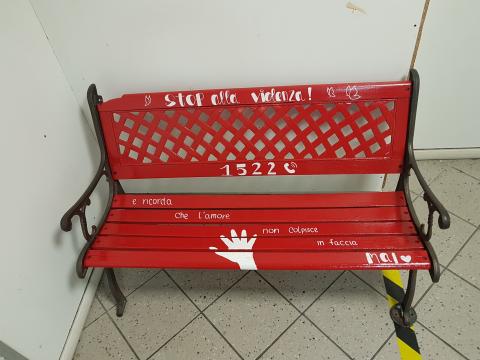 STOP alla violenza!
1522
e ricorda
che l'amore
non colpisce
in faccia
MAI